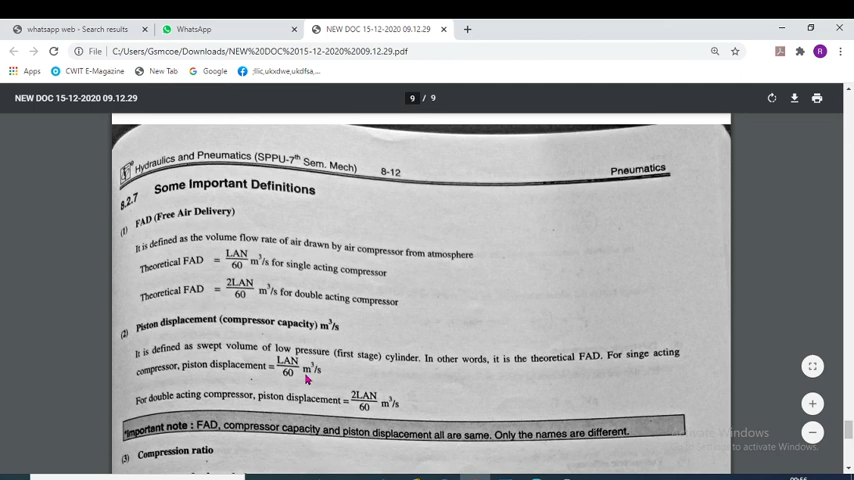 whatsapp web - Search results
WhatsApp
NEW DOC 15-12-2020 09.12.29
File
C:/Users/Gsmcoe/Downloads/NEW%20DOC%2015-12-2020%2009.12.29.pdf
R
Apps
CWIT E-Magazine
New Tab
Google
;llic,ukxdwe,ukdfsa,...
NEW DOC 15-12-2020 09.12.29
9 / 9
Hydraulics and Pneumatics (SPPU-7th Sem. Mech)
8-12
Pneumatics
8.2.7 Some Important Definitions
(1) FAD (Free Air Delivery)
It is defined as the volume flow rate of air drawn by air compressor from atmosphere
Theoretical FAD = LAN/60 m³/s for single acting compressor
Theoretical FAD = 2LAN/60 m³/s for double acting compressor
(2) Piston displacement (compressor capacity) m³/s
It is defined as swept volume of low pressure (first stage) cylinder. In other words, it is the theoretical FAD. For singe acting
compressor, piston displacement = LAN/60 m³/s
For double acting compressor, piston displacement = 2LAN/60 m³/s
*Important note : FAD, compressor capacity and piston displacement all are same. Only the names are different.
(3) Compression ratio
Activate Windows
to activate Windows.